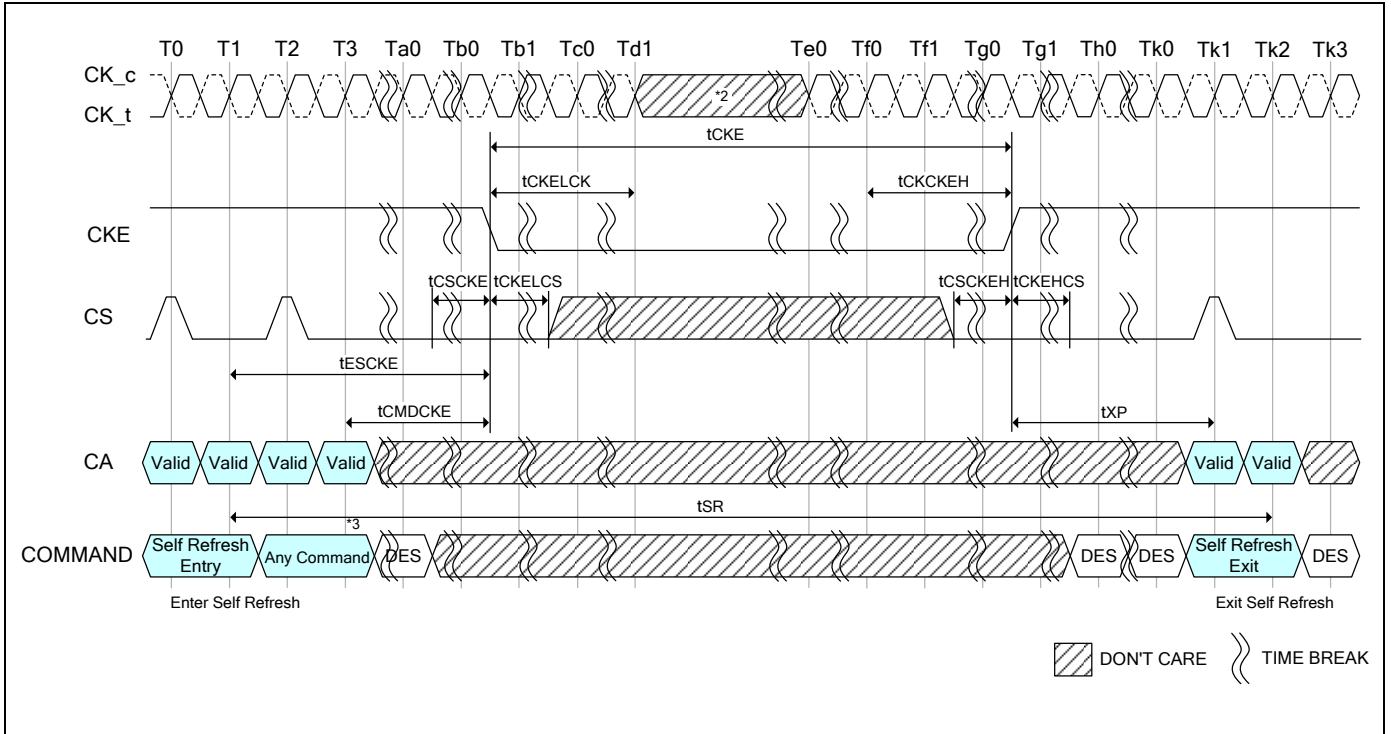 T0 T1 T2 T3 Ta0 Tb0 Tb1 Tc0 Td1 Te0 Tf0 Tf1 Tg0 Tg1 Th0 Tk0 Tk1 Tk2 Tk3
CK_c
*2
CK_t
tCKE
tCKELCK tCKCKEH
CKE
tCSCKE tCKELCS tCSCKEH tCKEHCS
CS
tESCKE
tCMDCKE tXP
CA Valid Valid Valid Valid Valid Valid
tSR
*3
COMMAND Self Refresh Entry Any Command DES DES DES Self Refresh Exit DES
Enter Self Refresh Exit Self Refresh
DON'T CARE TIME BREAK